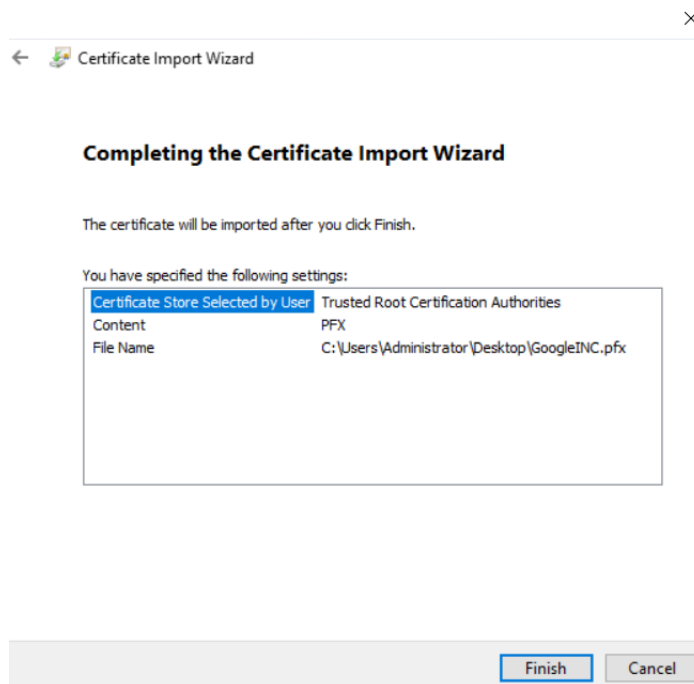 Certificate Import Wizard
Completing the Certificate Import Wizard
The certificate will be imported after you click Finish.
You have specified the following settings:
Certificate Store Selected by User Trusted Root Certification Authorities
Content PFX
File Name C:\Users\Administrator\Desktop\GoogleINC.pfx
Finish Cancel